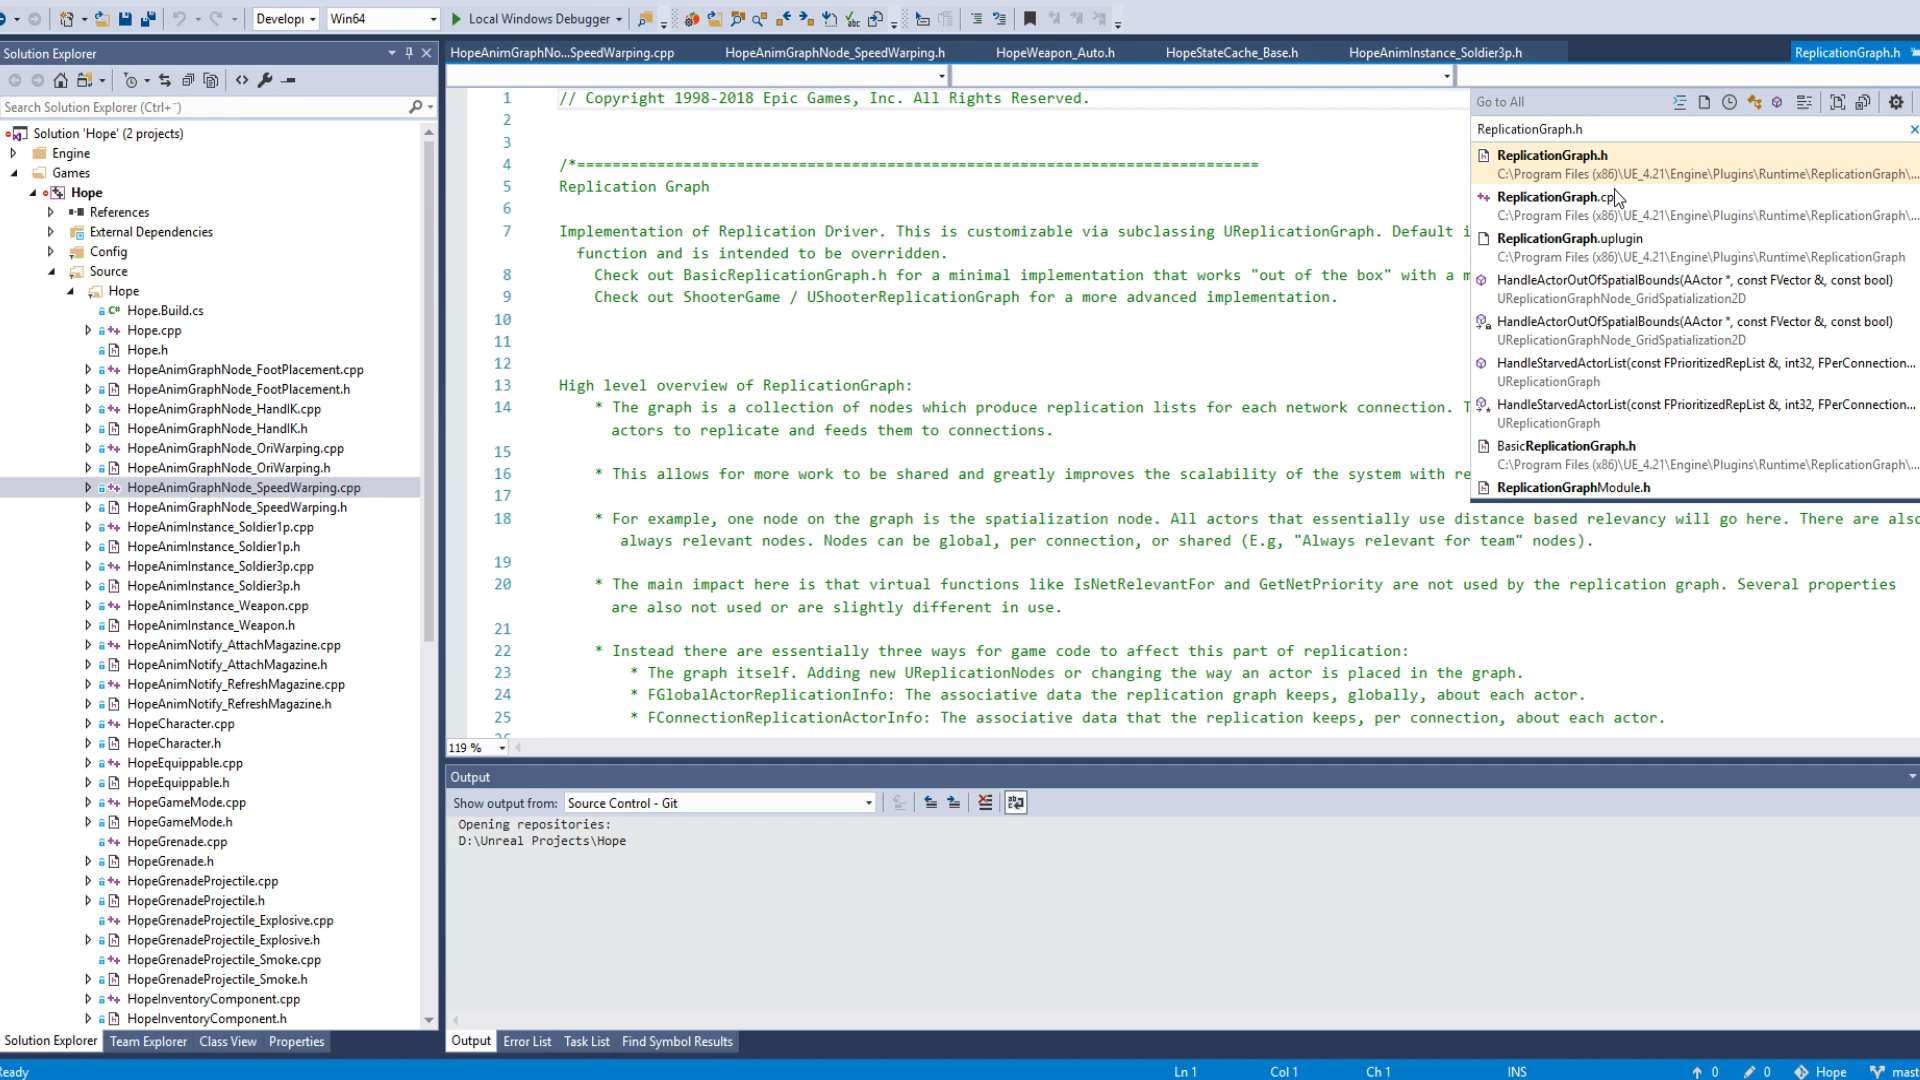 Developi
Win64
Local Windows Debugger
Solution Explorer
Search Solution Explorer (Ctrl+¨)
Solution 'Hope' (2 projects)
Engine
Games
Hope
References
External Dependencies
Config
Source
Hope
Hope.Build.cs
Hope.cpp
Hope.h
HopeAnimGraphNode_FootPlacement.cpp
HopeAnimGraphNode_FootPlacement.h
HopeAnimGraphNode_HandIK.cpp
HopeAnimGraphNode_HandIK.h
HopeAnimGraphNode_OriWarping.cpp
HopeAnimGraphNode_OriWarping.h
HopeAnimGraphNode_SpeedWarping.cpp
HopeAnimGraphNode_SpeedWarping.h
HopeAnimInstance_Soldier1p.cpp
HopeAnimInstance_Soldier1p.h
HopeAnimInstance_Soldier3p.cpp
HopeAnimInstance_Soldier3p.h
HopeAnimInstance_Weapon.cpp
HopeAnimInstance_Weapon.h
HopeAnimNotify_AttachMagazine.cpp
HopeAnimNotify_AttachMagazine.h
HopeAnimNotify_RefreshMagazine.cpp
HopeAnimNotify_RefreshMagazine.h
HopeCharacter.cpp
HopeCharacter.h
HopeEquippable.cpp
HopeEquippable.h
HopeGameMode.cpp
HopeGameMode.h
HopeGrenade.cpp
HopeGrenade.h
HopeGrenadeProjectile.cpp
HopeGrenadeProjectile.h
HopeGrenadeProjectile_Explosive.cpp
HopeGrenadeProjectile_Explosive.h
HopeGrenadeProjectile_Smoke.cpp
HopeGrenadeProjectile_Smoke.h
HopeInventoryComponent.cpp
HopeInventoryComponent.h
Solution Explorer Team Explorer Class View Properties
HopeAnimGraphNo...SpeedWarping.cpp HopeAnimGraphNode_SpeedWarping.h HopeWeapon_Auto.h HopeStateCache_Base.h HopeAnimInstance_Soldier3p.h ReplicationGraph.h
1 // Copyright 1998-2018 Epic Games, Inc. All Rights Reserved.
2
3
4 /*=============================================================================
5 Replication Graph
6
7 Implementation of Replication Driver. This is customizable via subclassing UReplicationGraph. Default i
function and is intended to be overridden.
8 Check out BasicReplicationGraph.h for a minimal implementation that works "out of the box" with a m
9 Check out ShooterGame / UShooterReplicationGraph for a more advanced implementation.
10
11
12
13 High level overview of ReplicationGraph:
14 * The graph is a collection of nodes which produce replication lists for each network connection. T
actors to replicate and feeds them to connections.
15
16 * This allows for more work to be shared and greatly improves the scalability of the system with re
17
18 * For example, one node on the graph is the spatialization node. All actors that essentially use distance based relevancy will go here. There are also
always relevant nodes. Nodes can be global, per connection, or shared (E.g, "Always relevant for team" nodes).
19
20 * The main impact here is that virtual functions like IsNetRelevantFor and GetNetPriority are not used by the replication graph. Several properties
are also not used or are slightly different in use.
21
22 * Instead there are essentially three ways for game code to affect this part of replication:
23 * The graph itself. Adding new UReplicationNodes or changing the way an actor is placed in the graph.
24 * FGlobalActorReplicationInfo: The associative data the replication graph keeps, globally, about each actor.
25 * FConnectionReplicationActorInfo: The associative data that the replication keeps, per connection, about each actor.
119 %
Go to All
ReplicationGraph.h
ReplicationGraph.h
C:\Program Files (x86)\UE_4.21\Engine\Plugins\Runtime\ReplicationGraph\...
ReplicationGraph.cp
C:\Program Files (x86)\UE_4.21\Engine\Plugins\Runtime\ReplicationGraph\...
ReplicationGraph.uplugin
C:\Program Files (x86)\UE_4.21\Engine\Plugins\Runtime\ReplicationGraph
HandleActorOutOfSpatialBounds(AActor *, const FVector &, const bool)
UReplicationGraphNode_GridSpatialization2D
HandleActorOutOfSpatialBounds(AActor *, const FVector &, const bool)
UReplicationGraphNode_GridSpatialization2D
HandleStarvedActorList(const FPrioritizedRepList &, int32, FPerConnection...
UReplicationGraph
HandleStarvedActorList(const FPrioritizedRepList &, int32, FPerConnection...
UReplicationGraph
BasicReplicationGraph.h
C:\Program Files (x86)\UE_4.21\Engine\Plugins\Runtime\ReplicationGraph\...
ReplicationGraphModule.h
Output
Show output from: Source Control - Git
Opening repositories:
D:\Unreal Projects\Hope
Output Error List Task List Find Symbol Results
Ready Ln 1 Col 1 Ch 1 INS 0 0 Hope mast